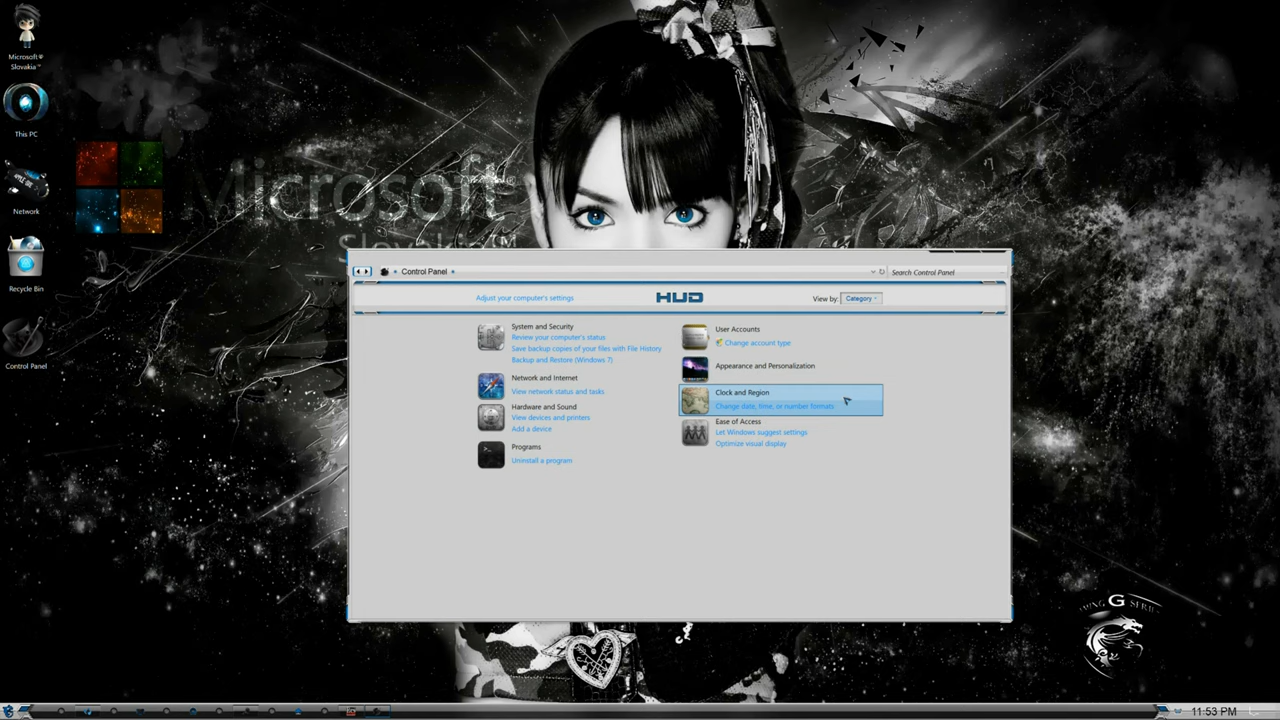 Microsoft®
Slovakia™
This PC
Network
Recycle Bin
Control Panel
Microsoft®
Slovakia™
Control Panel
Search Control Panel
Adjust your computer's settings
HUD
View by: Category
System and Security
Review your computer's status
Save backup copies of your files with File History
Backup and Restore (Windows 7)
Network and Internet
View network status and tasks
Hardware and Sound
View devices and printers
Add a device
Programs
Uninstall a program
User Accounts
Change account type
Appearance and Personalization
Clock and Region
Change date, time, or number formats
Ease of Access
Let Windows suggest settings
Optimize visual display
G SERI
11:53 PM